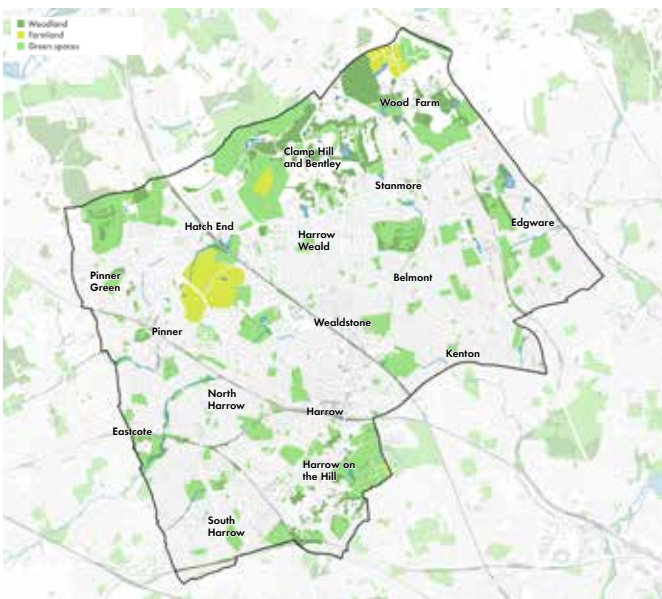 Woodland
Farmland
Green spaces
Wood Farm
Clamp Hill
and Bentley
Stanmore
Edgware
Hatch End
Harrow
Weald
Belmont
Pinner
Green
Wealdstone
Pinner
Kenton
North
Harrow
Harrow
Eastcote
Harrow on
the Hill
South
Harrow